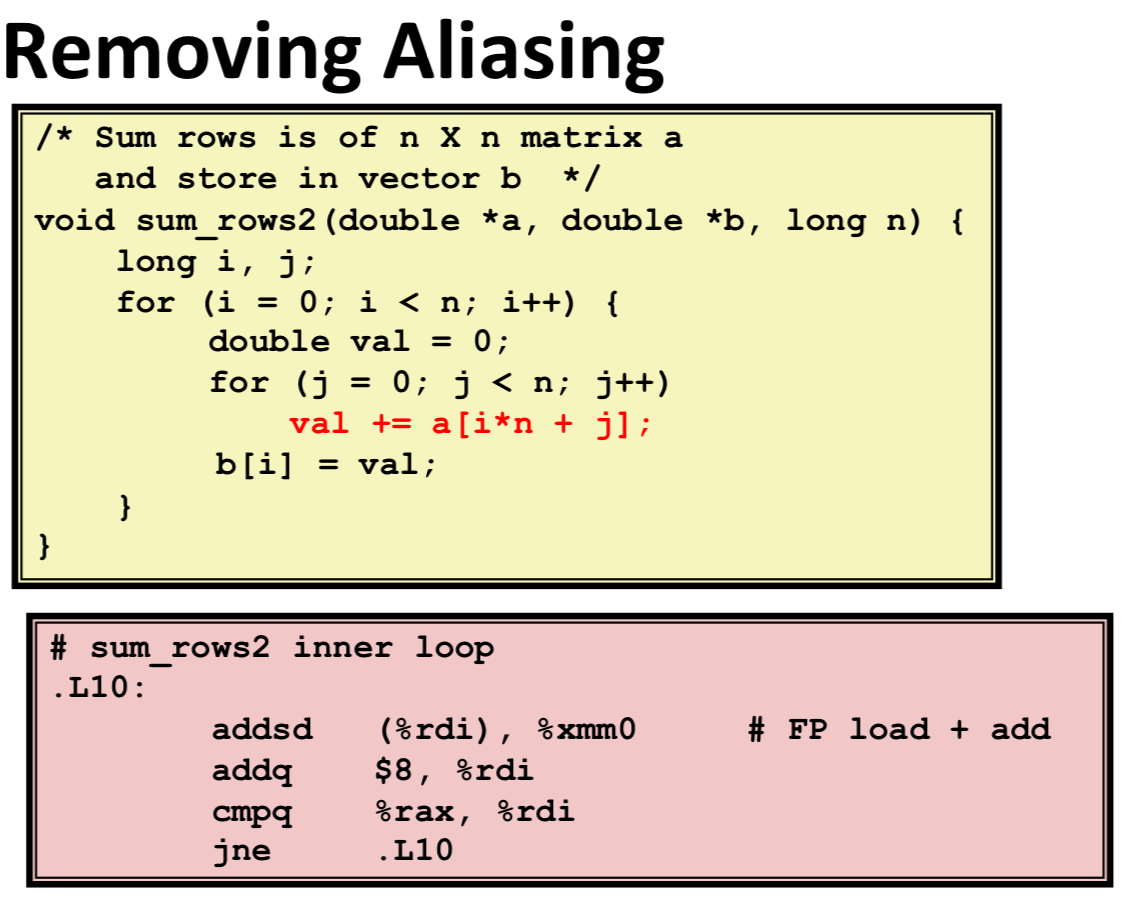 Removing Aliasing
/* Sum rows is of n X n matrix a
   and store in vector b  */
void sum_rows2(double *a, double *b, long n) {
    long i, j;
    for (i = 0; i < n; i++) {
        double val = 0;
        for (j = 0; j < n; j++)
            val += a[i*n + j];
        b[i] = val;
    }
}
# sum_rows2 inner loop
.L10:
        addsd   (%rdi), %xmm0     # FP load + add
        addq    $8, %rdi
        cmpq    %rax, %rdi
        jne     .L10